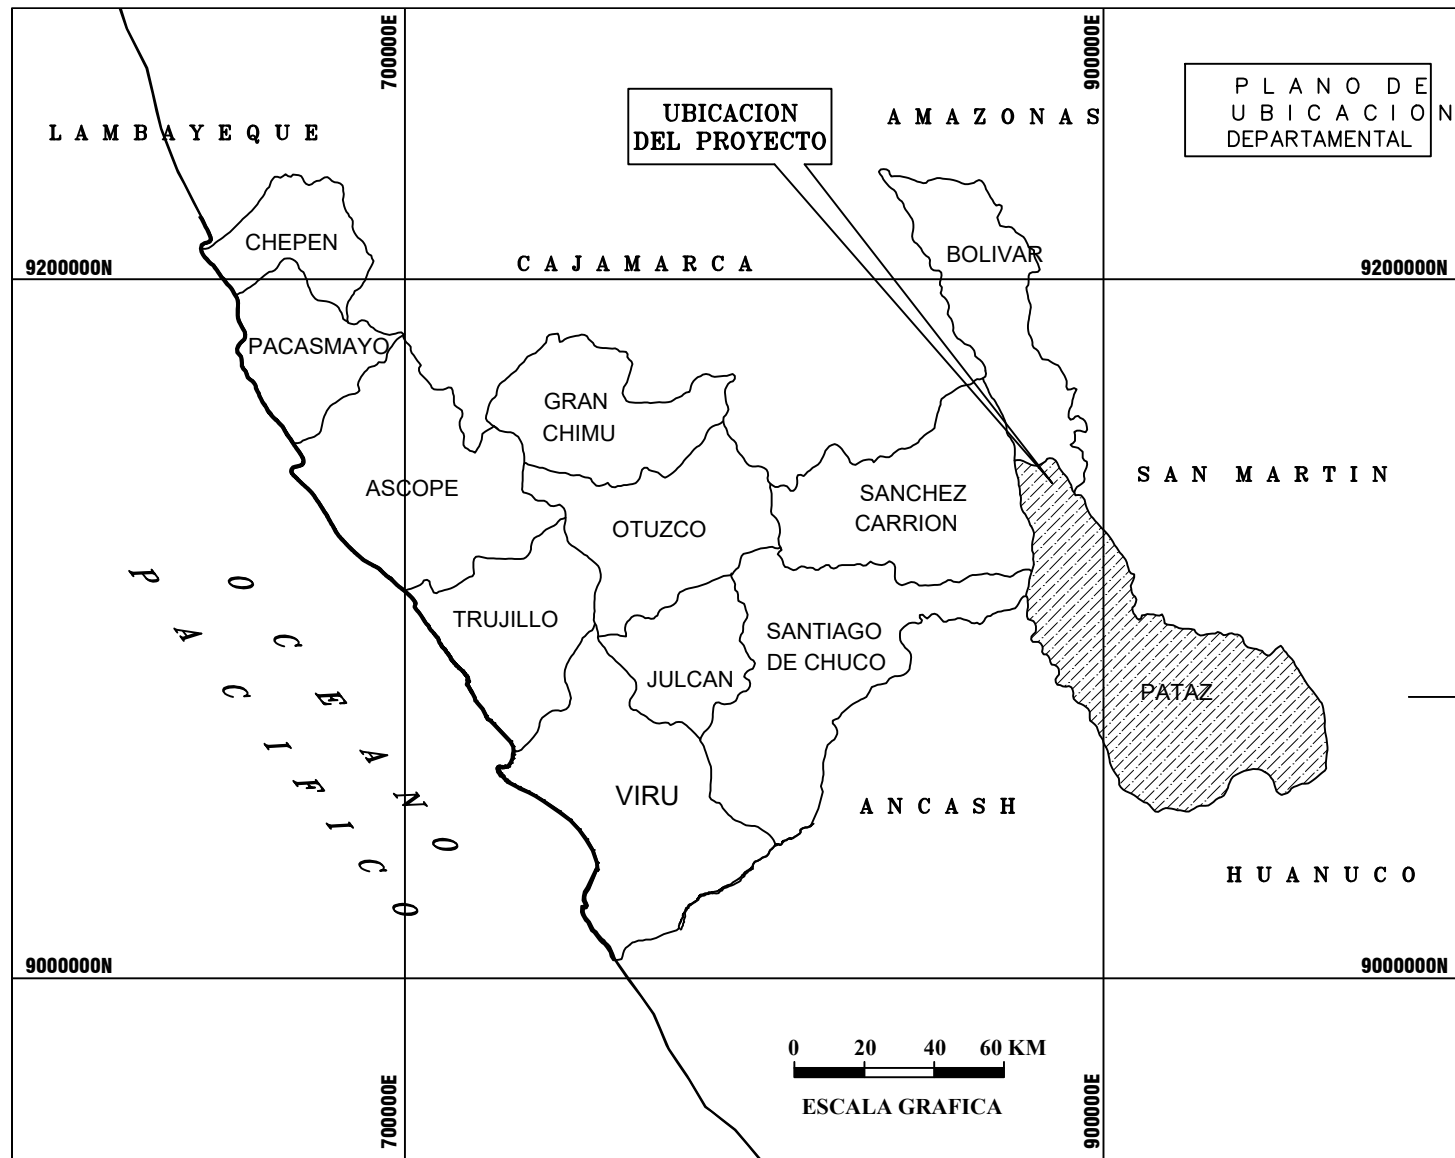 700000E
900000E
PLANO DE
UBICACION
DEPARTAMENTAL
UBICACION
DEL PROYECTO
AMAZONAS
LAMBAYEQUE
CHEPEN
BOLIVAR
CAJAMARCA
9200000N
9200000N
PACASMAYO
GRAN
CHIMU
ASCOPE
SAN MARTIN
SANCHEZ
CARRION
OTUZCO
OCEANO
PACIFICO
TRUJILLO
SANTIAGO
DE CHUCO
JULCAN
PATAZ
VIRU
ANCASH
HUANUCO
9000000N
9000000N
0 20 40 60 KM
ESCALA GRAFICA
700000E
900000E